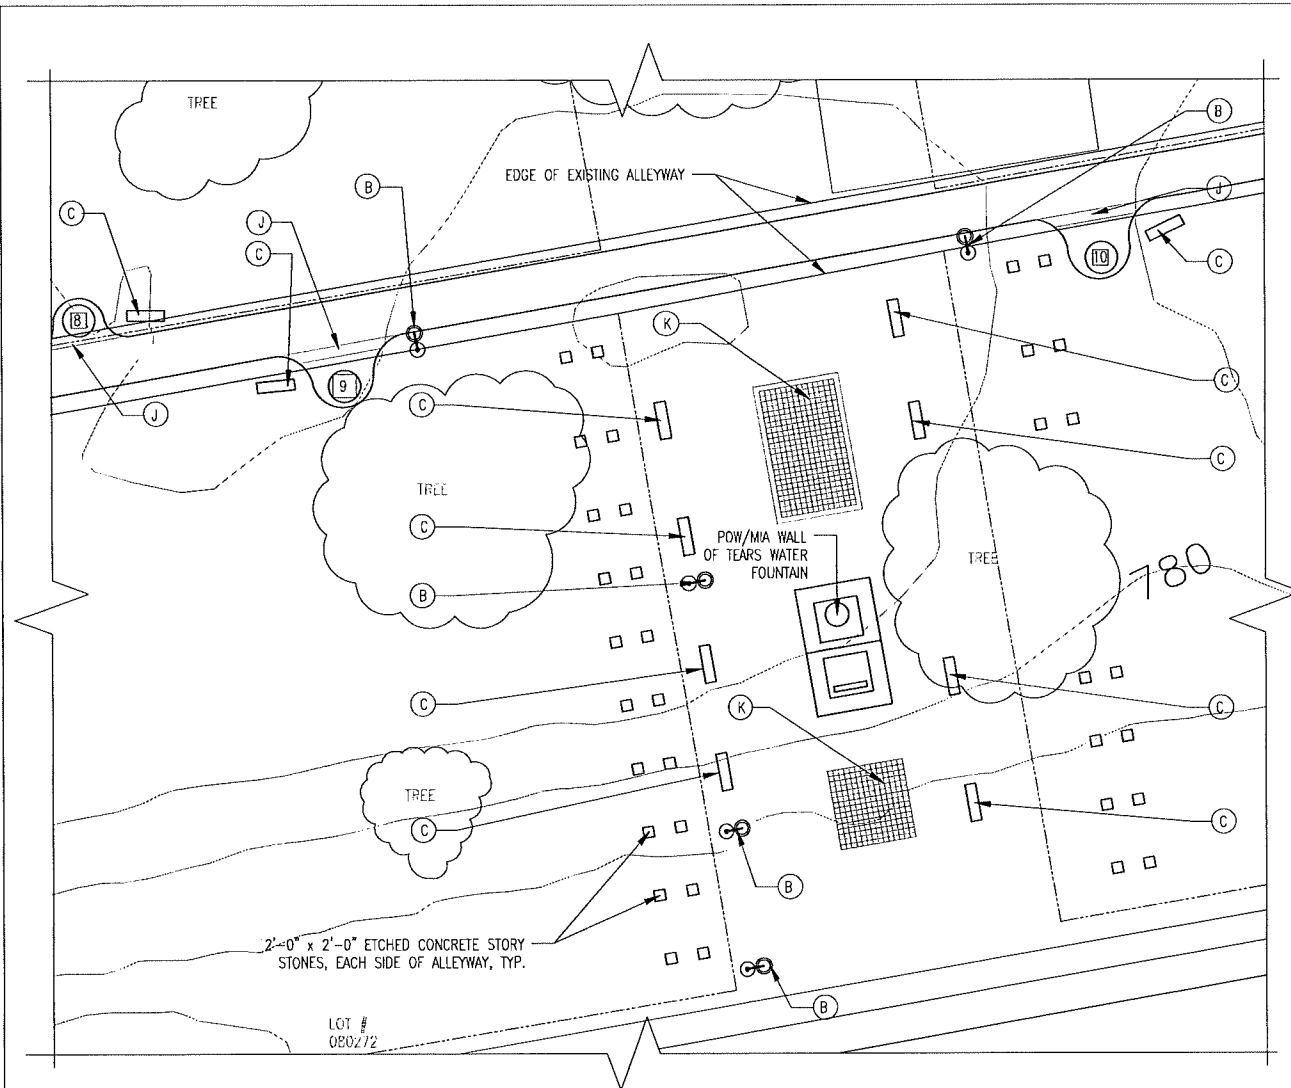 TREE
B
B
EDGE OF EXISTING ALLEYWAY
J
C
J
C
C
8
10
K
9
C
J
C
C
C
TREE
C
POW/MIA WALL
OF TEARS WATER
FOUNTAIN
TREE
780
B
C
K
C
TREE
C
C
B
2'-0" x 2'-0" ETCHED CONCRETE STORY
STONES, EACH SIDE OF ALLEYWAY, TYP.
B
LOT #
080272